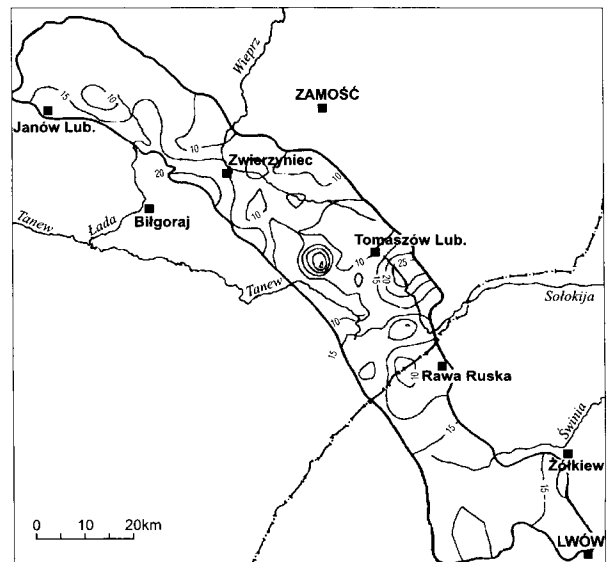 Wieprz
15
10
ZAMOŚĆ
Janów Lub.
10
Zwierzyniec
20
10
Tanew
Łada
Biłgoraj
10
Tomaszów Lub.
10
25
20
15
Tanew
Sołokija
10
15
10
Rawa Ruska
15
Świnia
Żółkiew
15
0 10 20km
LWÓW